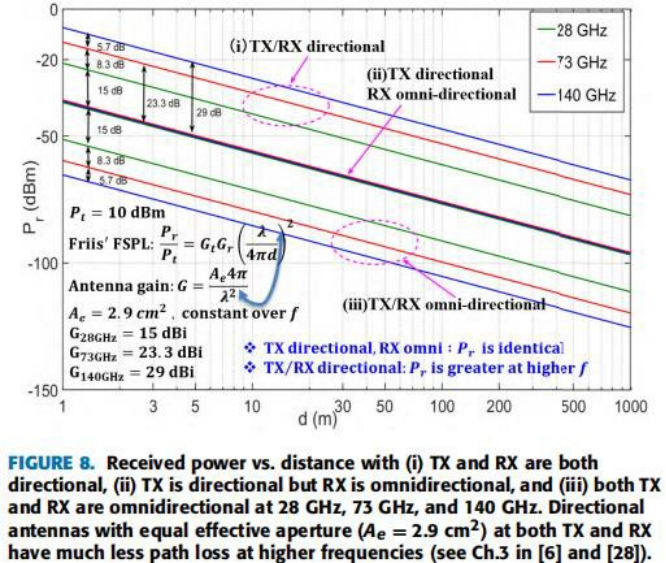 0
-20
-50
-100
-150
P_r (dBm)
5.7 dB
8.3 dB
15 dB
23.3 dB
29 dB
15 dB
8.3 dB
5.7 dB
(i)TX/RX directional
(ii)TX directional
RX omni-directional
28 GHz
73 GHz
140 GHz
P_t = 10 dBm
Friis' FSPL: P_r/P_t = G_tG_r (λ/4πd)^2
Antenna gain: G = A_e4π/λ^2
A_e = 2.9 cm^2 , constant over f
G_28GHz = 15 dBi
G_73GHz = 23.3 dBi
G_140GHz = 29 dBi
(iii)TX/RX omni-directional
❖ TX directional, RX omni : P_r is identical
❖ TX/RX directional: P_r is greater at higher f
1 3 5 10 30 50 100 200 500 1000
d (m)
FIGURE 8. Received power vs. distance with (i) TX and RX are both
directional, (ii) TX is directional but RX is omnidirectional, and (iii) both TX
and RX are omnidirectional at 28 GHz, 73 GHz, and 140 GHz. Directional
antennas with equal effective aperture (A_e = 2.9 cm^2) at both TX and RX
have much less path loss at higher frequencies (see Ch.3 in [6] and [28]).